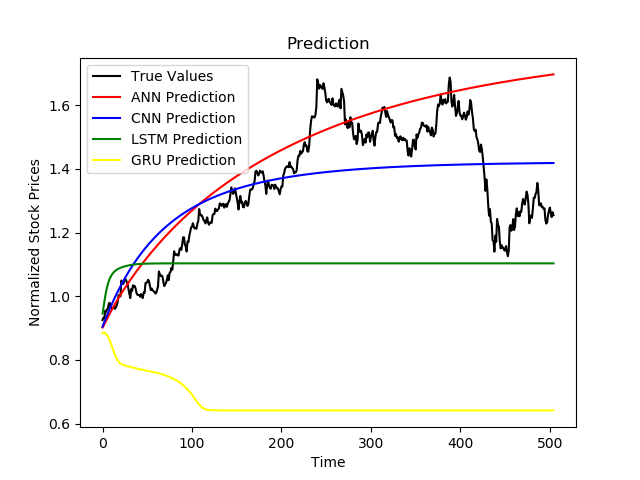 Prediction
True Values
ANN Prediction
CNN Prediction
LSTM Prediction
GRU Prediction
Normalized Stock Prices
1.6
1.4
1.2
1.0
0.8
0.6
0
100
200
300
400
500
Time